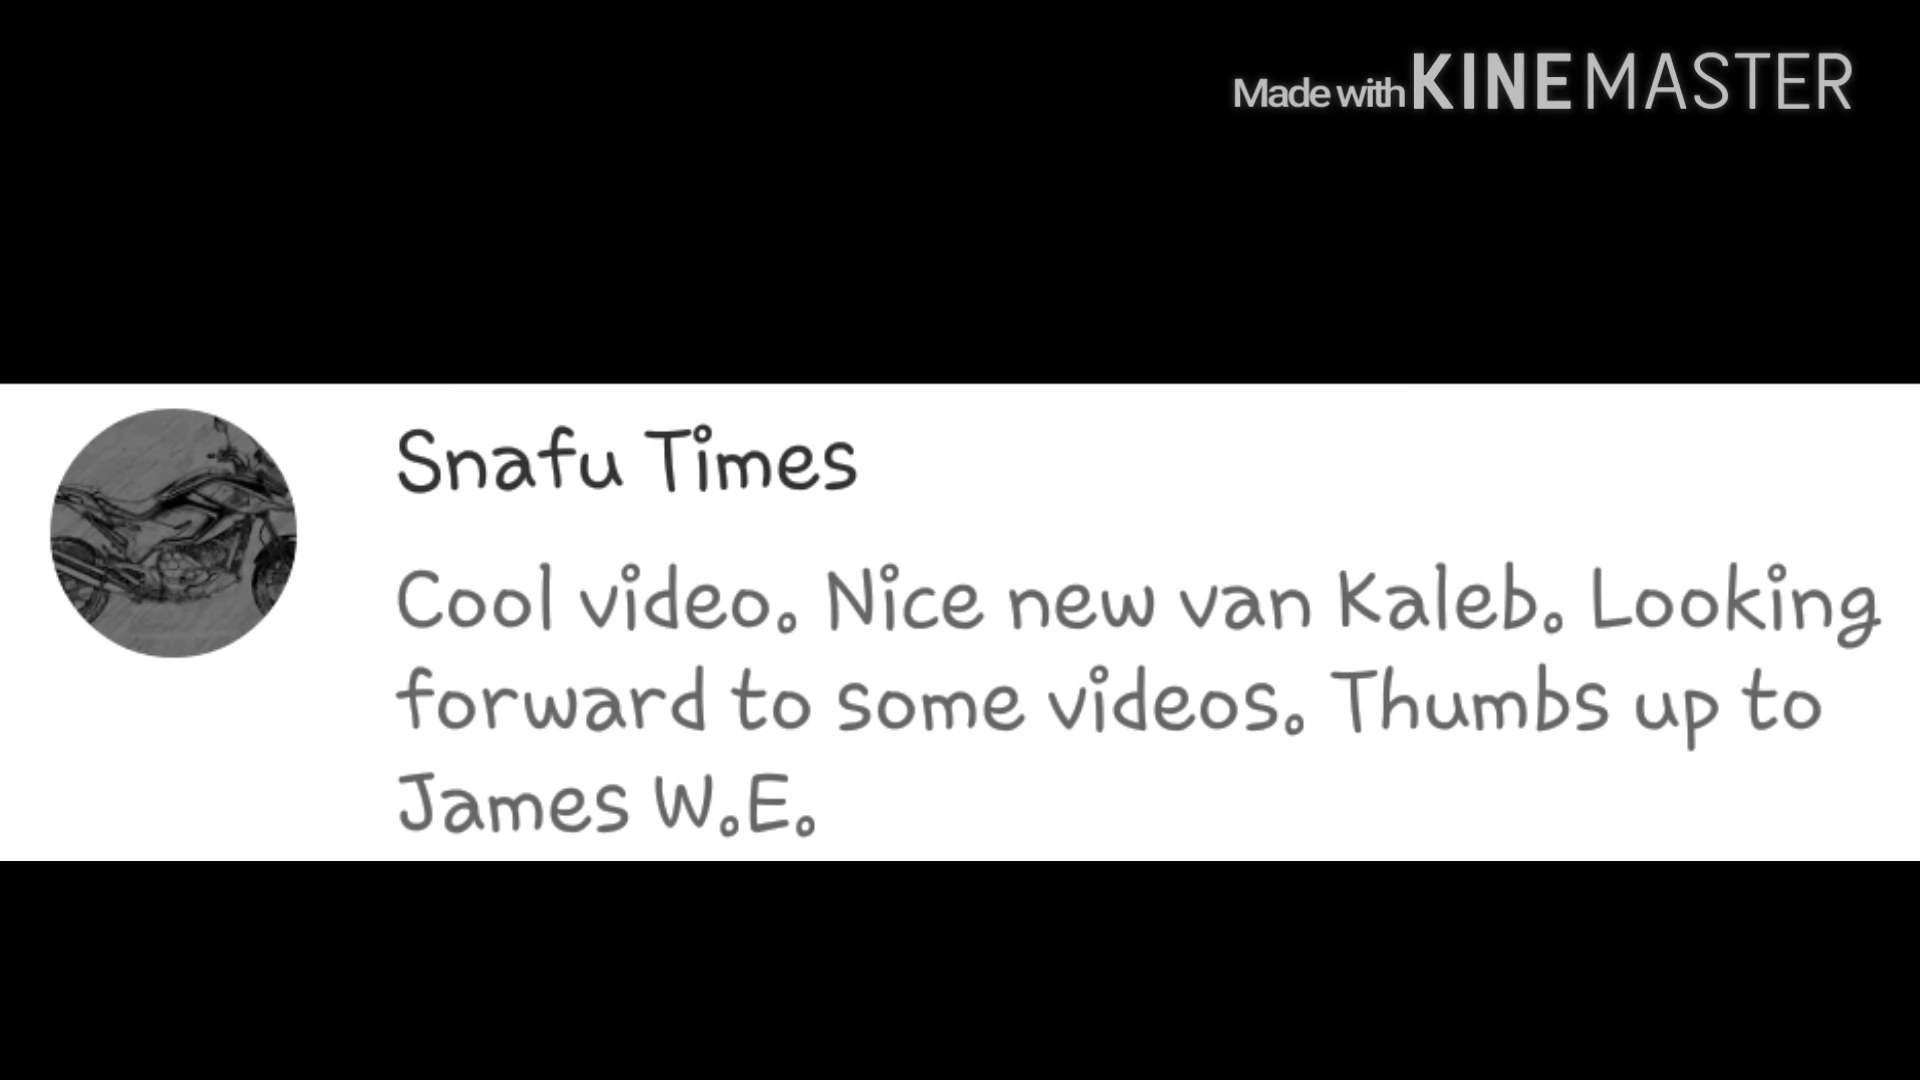 Made with KINEMASTER
Snafu Times
Cool video. Nice new van Kaleb. Looking
forward to some videos. Thumbs up to
James W.E.